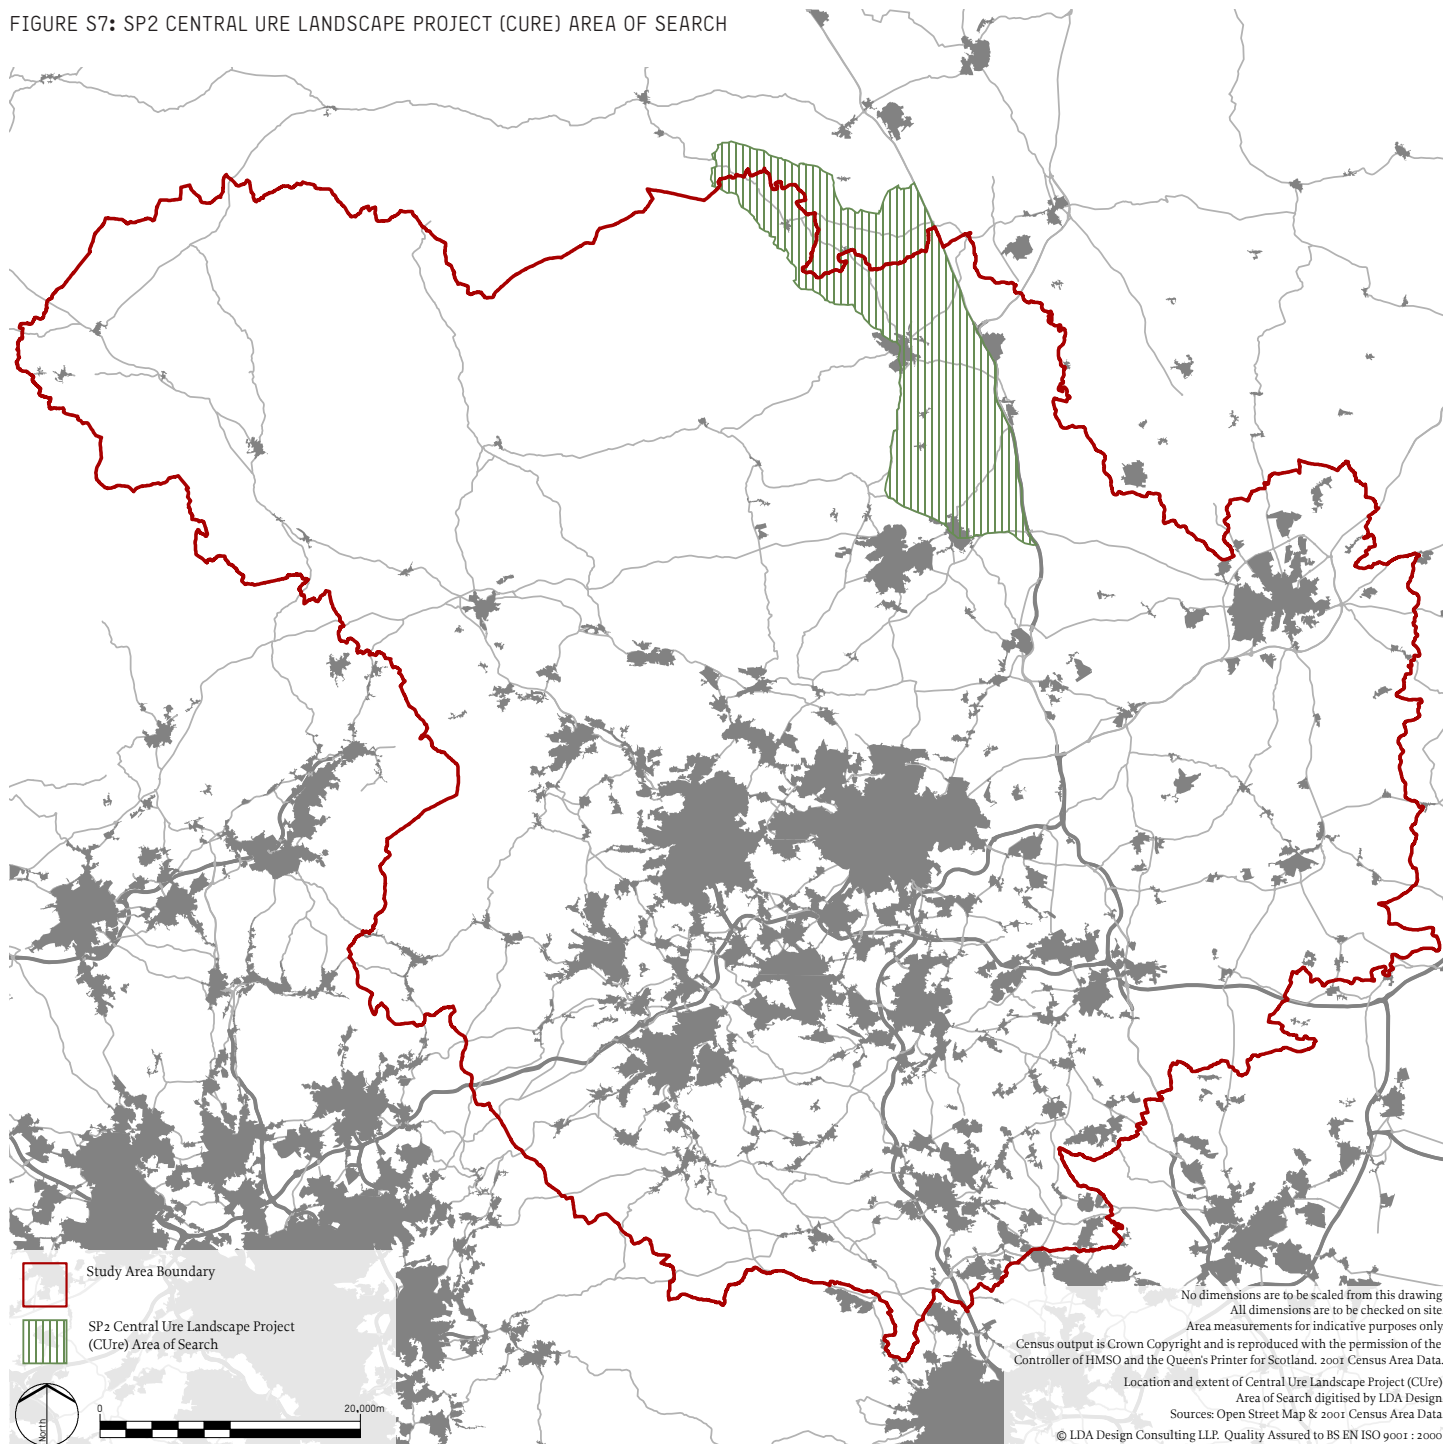 FIGURE S7: SP2 CENTRAL URE LANDSCAPE PROJECT (CURE) AREA OF SEARCH
Study Area Boundary
SP2 Central Ure Landscape Project
(CUre) Area of Search
North
0
20,000m
No dimensions are to be scaled from this drawing
All dimensions are to be checked on site
Area measurements for indicative purposes only
Census output is Crown Copyright and is reproduced with the permission of the
Controller of HMSO and the Queen's Printer for Scotland. 2001 Census Area Data.
Location and extent of Central Ure Landscape Project (CUre)
Area of Search digitised by LDA Design
Sources: Open Street Map & 2001 Census Area Data
© LDA Design Consulting LLP. Quality Assured to BS EN ISO 9001 : 2000